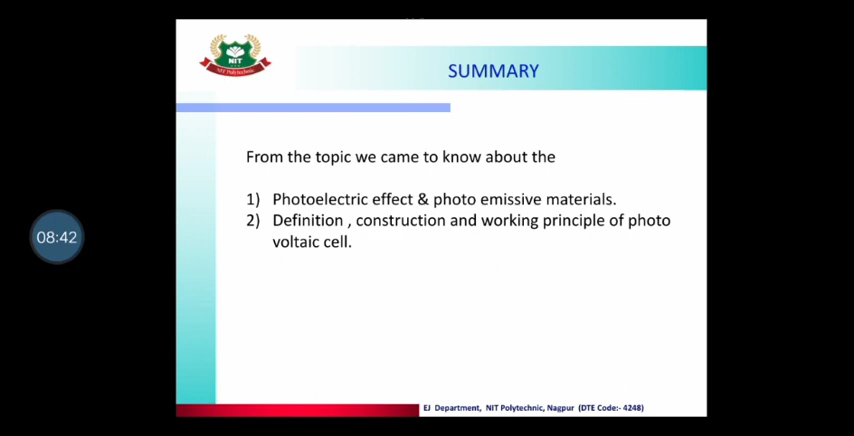 NIT
NIT Polytechnic
SUMMARY
From the topic we came to know about the
1) Photoelectric effect & photo emissive materials.
2) Definition , construction and working principle of photo
voltaic cell.
08:42
EJ Department, NIT Polytechnic, Nagpur (DTE Code:- 4248)